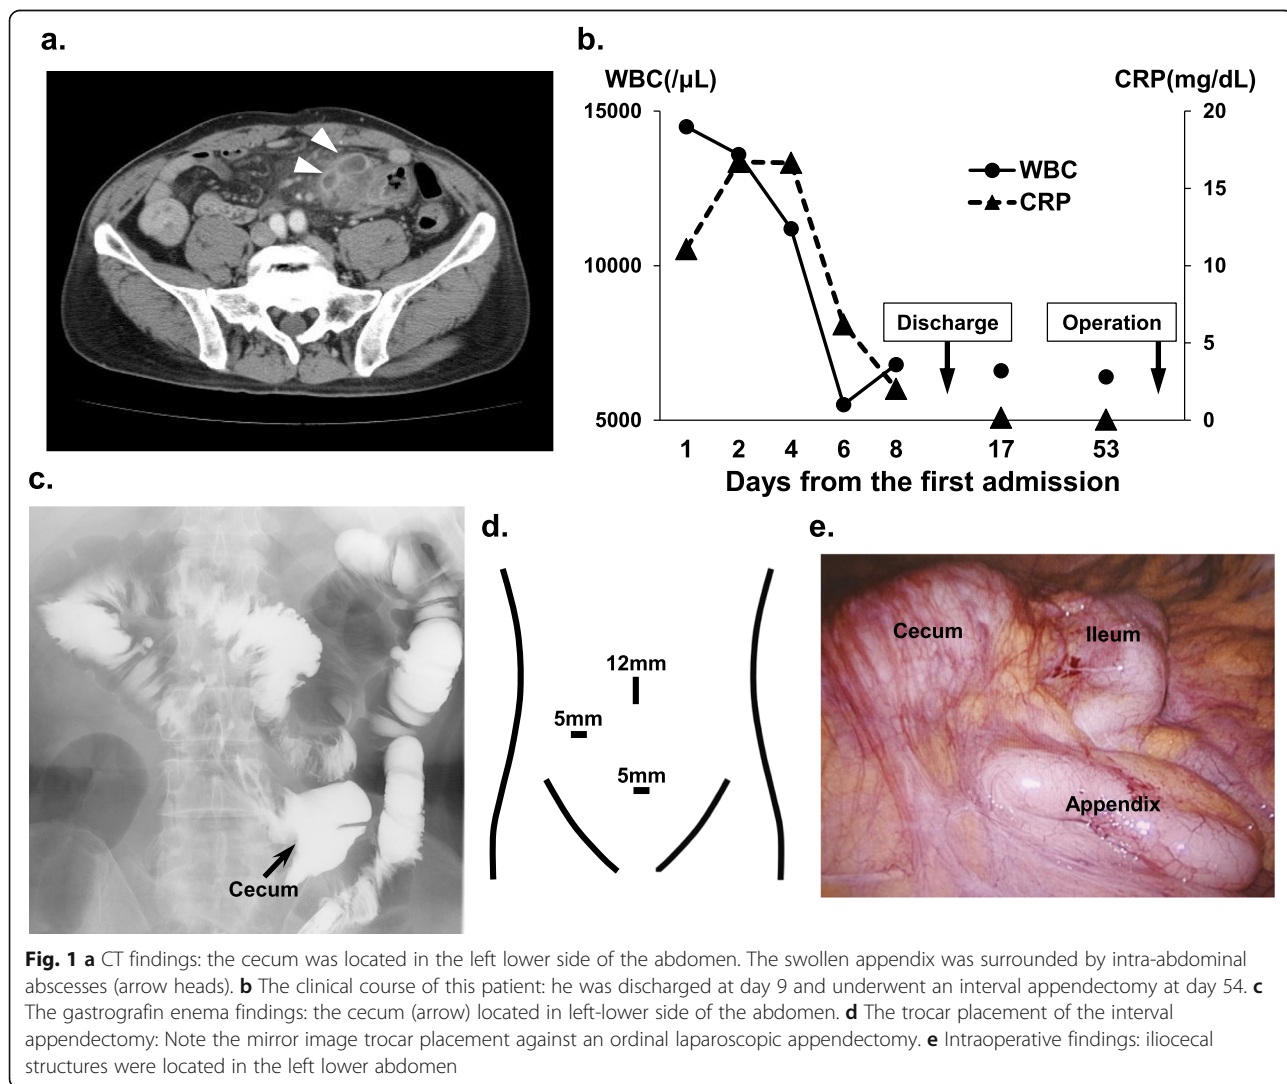 a.
b.
WBC(/µL)
CRP(mg/dL)
15000
10000
5000
20
15
10
5
0
WBC
CRP
Discharge
Operation
1 2 4 6 8 17 53
Days from the first admission
c.
Cecum
d.
12mm
5mm
5mm
e.
Cecum
Ileum
Appendix
Fig. 1 a CT findings: the cecum was located in the left lower side of the abdomen. The swollen appendix was surrounded by intra-abdominal
abscesses (arrow heads). b The clinical course of this patient: he was discharged at day 9 and underwent an interval appendectomy at day 54. c
The gastrografin enema findings: the cecum (arrow) located in left-lower side of the abdomen. d The trocar placement of the interval
appendectomy: Note the mirror image trocar placement against an ordinal laparoscopic appendectomy. e Intraoperative findings: iliocecal
structures were located in the left lower abdomen